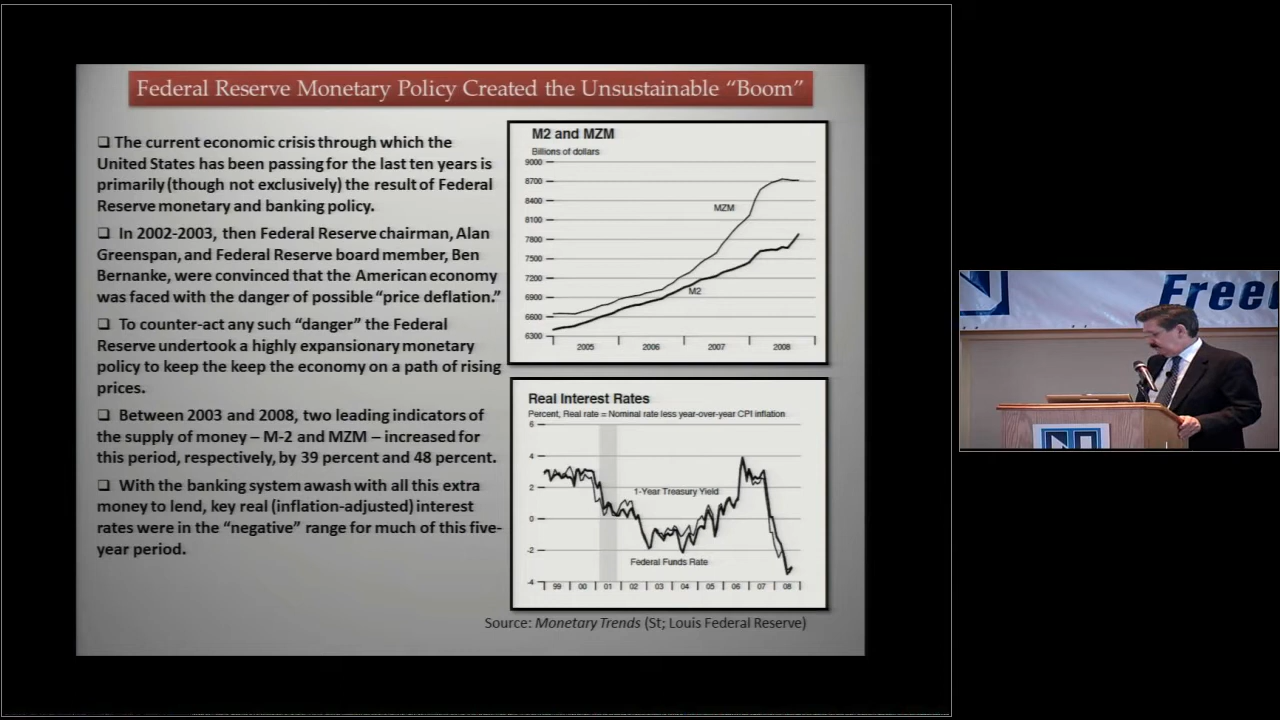 Federal Reserve Monetary Policy Created the Unsustainable “Boom”
❑ The current economic crisis through which the
United States has been passing for the last ten years is
primarily (though not exclusively) the result of Federal
Reserve monetary and banking policy.
❑ In 2002-2003, then Federal Reserve chairman, Alan
Greenspan, and Federal Reserve board member, Ben
Bernanke, were convinced that the American economy
was faced with the danger of possible “price deflation.”
❑ To counter-act any such “danger” the Federal
Reserve undertook a highly expansionary monetary
policy to keep the keep the economy on a path of rising
prices.
❑ Between 2003 and 2008, two leading indicators of
the supply of money – M-2 and MZM – increased for
this period, respectively, by 39 percent and 48 percent.
❑ With the banking system awash with all this extra
money to lend, key real (inflation-adjusted) interest
rates were in the “negative” range for much of this five-
year period.
M2 and MZM
Billions of dollars
9000
8700
8400
8100
7800
7500
7200
6900
6600
6300
MZM
M2
2005 2006 2007 2008
Real Interest Rates
Percent, Real rate = Nominal rate less year-over-year CPI inflation
6
4
2
0
-2
-4
1-Year Treasury Yield
Federal Funds Rate
99 00 01 02 03 04 05 06 07 08
Source: Monetary Trends (St; Louis Federal Reserve)
Free